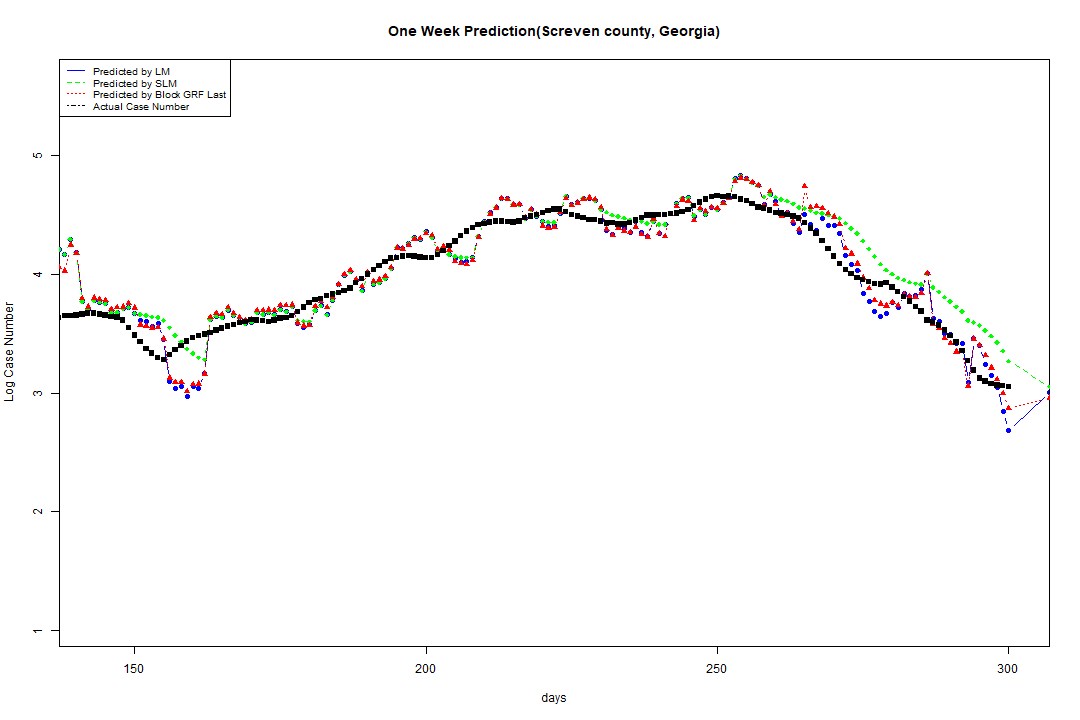 One Week Prediction(Screven county, Georgia)
Predicted by LM
Predicted by SLM
Predicted by Block GRF Last
Actual Case Number
5
4
3
2
1
Log Case Number
150 200 250 300
days